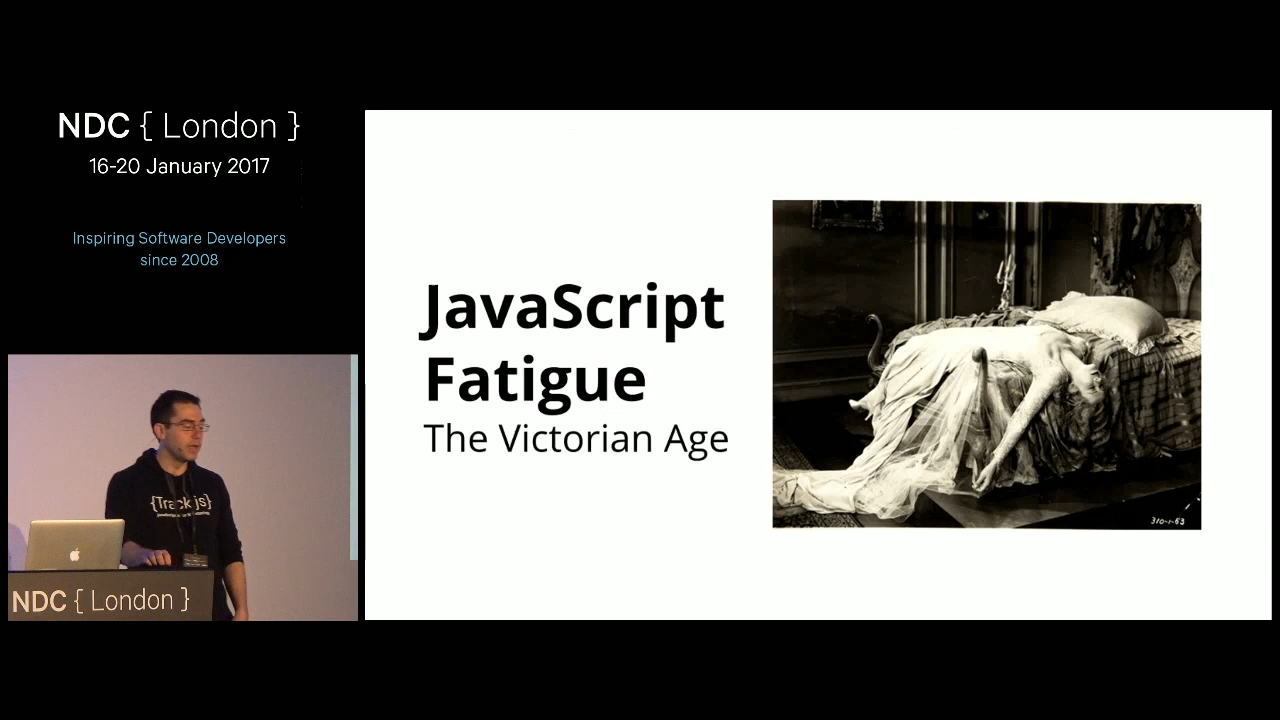 NDC { London }
16-20 January 2017
Inspiring Software Developers
since 2008
JavaScript
Fatigue
The Victorian Age
310-1-63
{Track:js}
NDC { London }